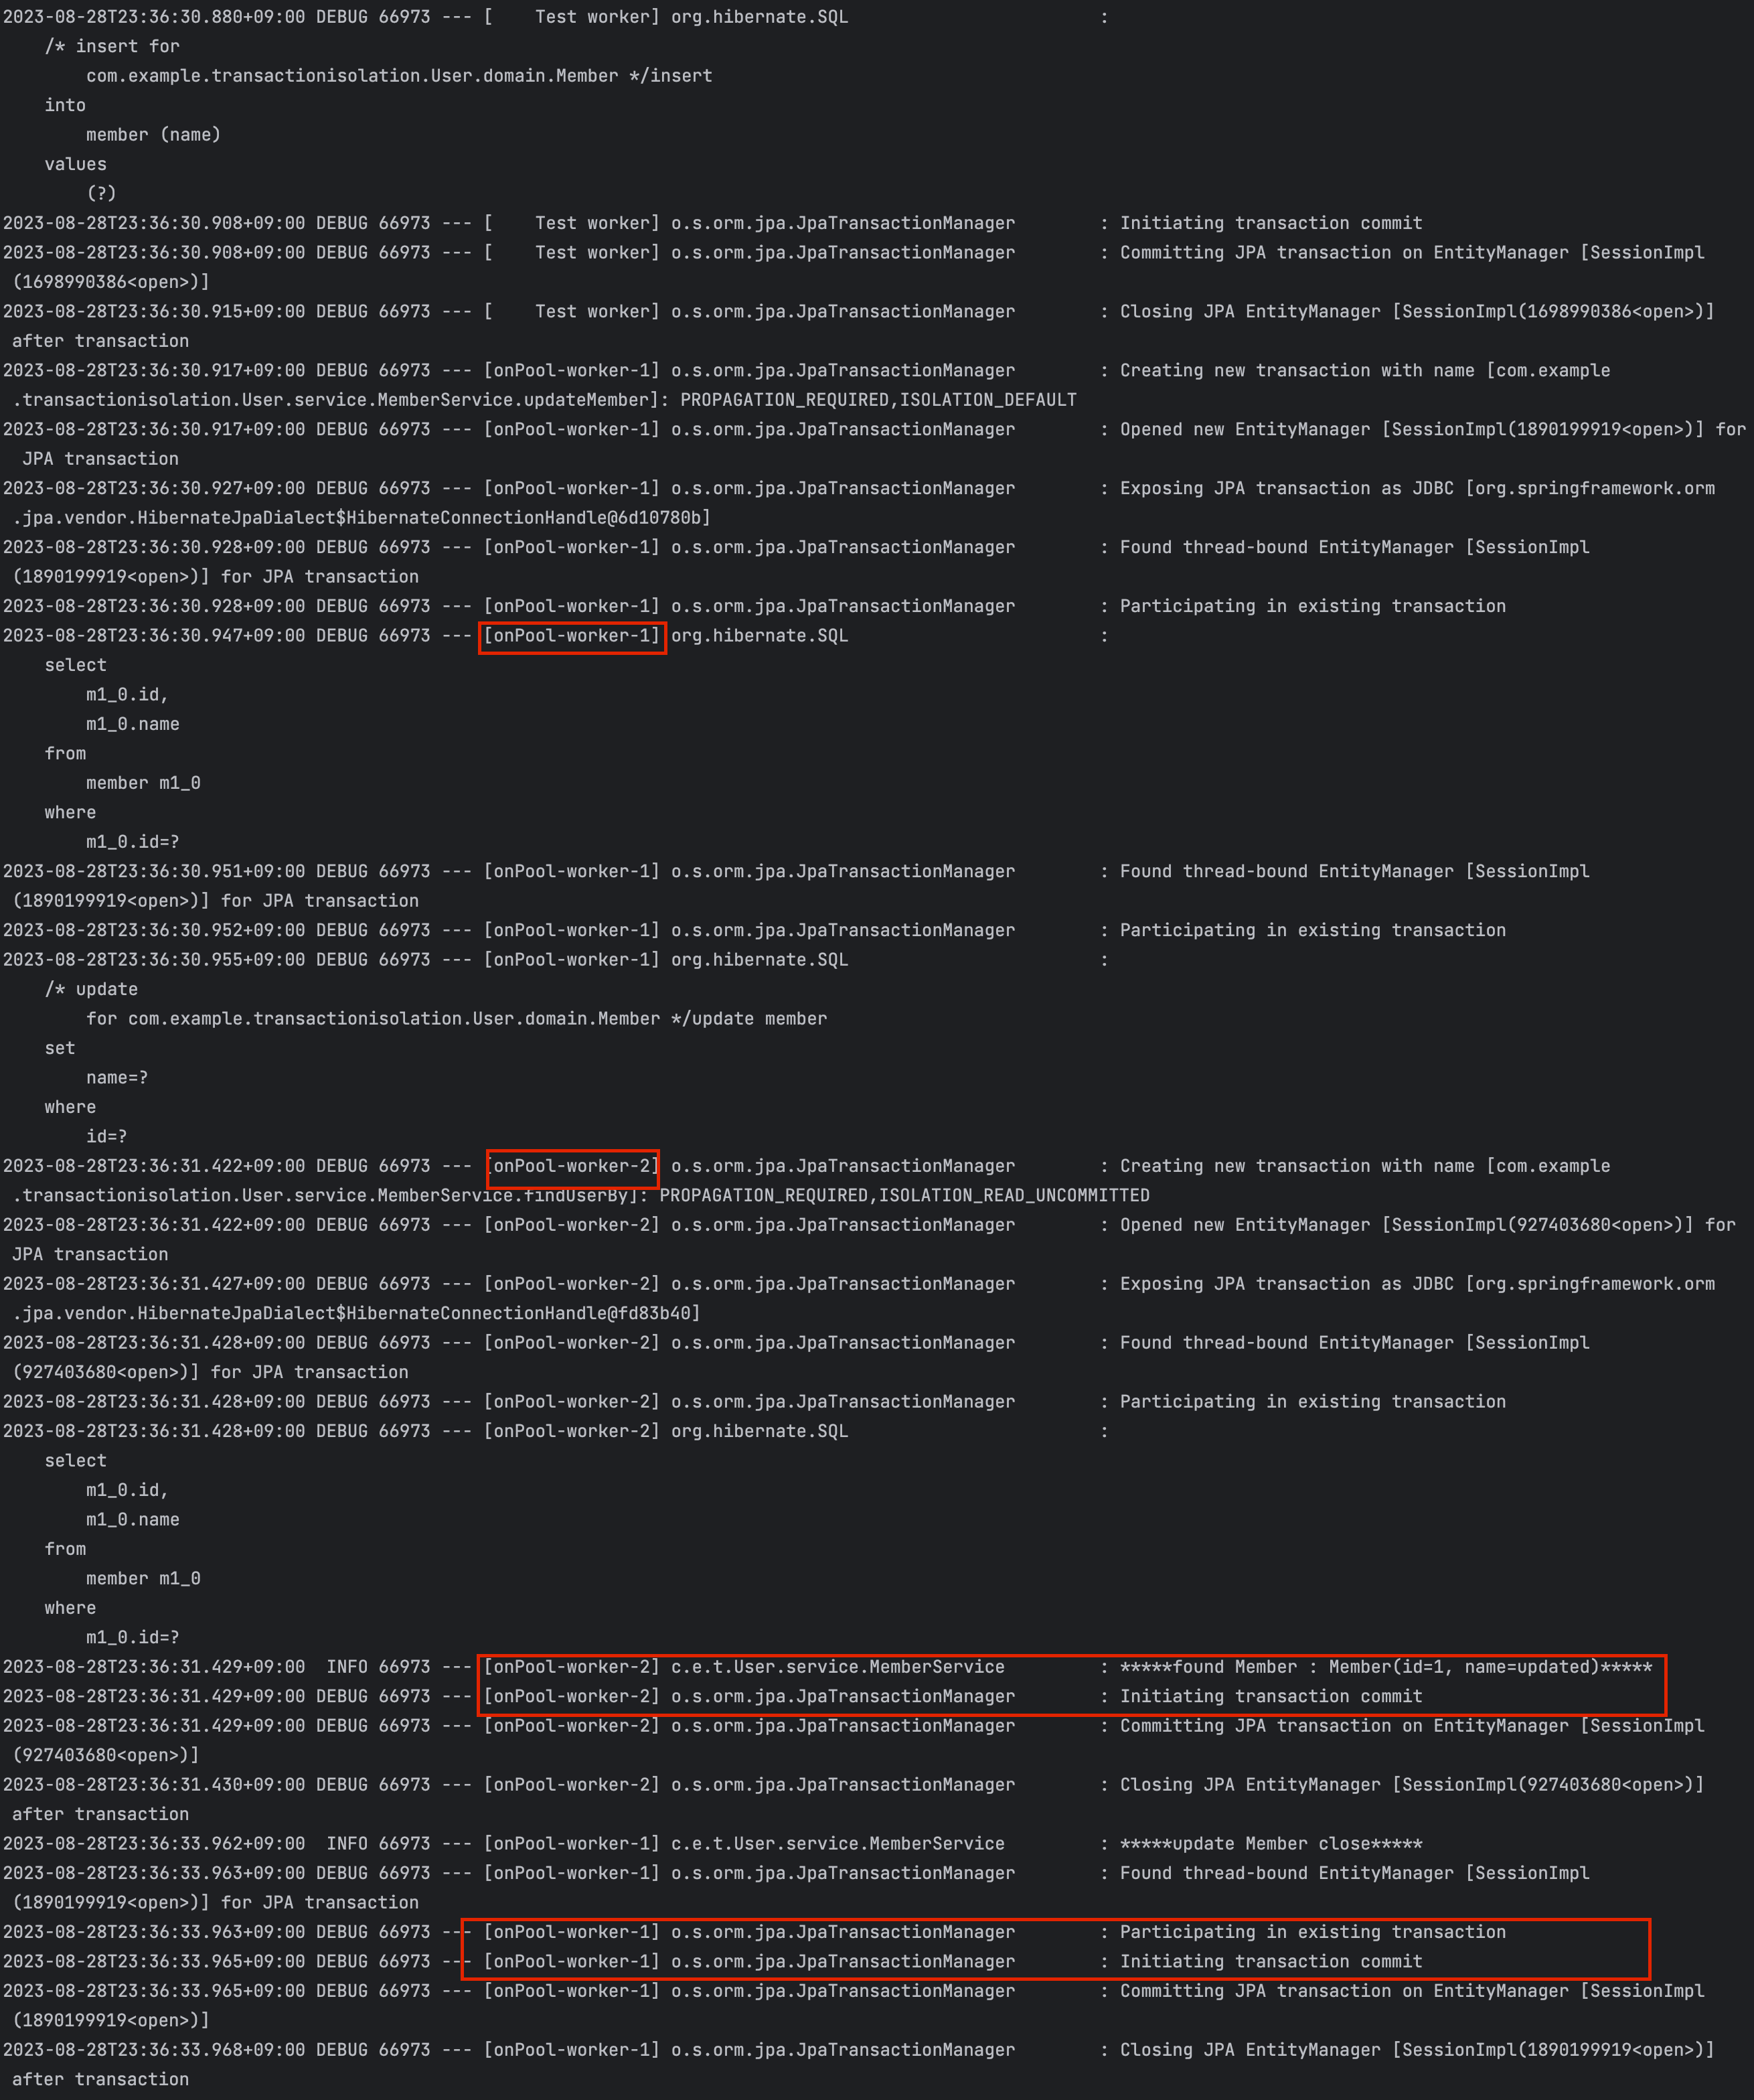 2023-08-28T23:36:30.880+09:00 DEBUG 66973 --- [    Test worker] org.hibernate.SQL                        :
    /* insert for
        com.example.transactionisolation.User.domain.Member */insert
    into
        member (name)
    values
        (?)
2023-08-28T23:36:30.908+09:00 DEBUG 66973 --- [    Test worker] o.s.orm.jpa.JpaTransactionManager        : Initiating transaction commit
2023-08-28T23:36:30.908+09:00 DEBUG 66973 --- [    Test worker] o.s.orm.jpa.JpaTransactionManager        : Committing JPA transaction on EntityManager [SessionImpl
(1698990386<open>)]
2023-08-28T23:36:30.915+09:00 DEBUG 66973 --- [    Test worker] o.s.orm.jpa.JpaTransactionManager        : Closing JPA EntityManager [SessionImpl(1698990386<open>)]
after transaction
2023-08-28T23:36:30.917+09:00 DEBUG 66973 --- [onPool-worker-1] o.s.orm.jpa.JpaTransactionManager        : Creating new transaction with name [com.example
.transactionisolation.User.service.MemberService.updateMember]: PROPAGATION_REQUIRED,ISOLATION_DEFAULT
2023-08-28T23:36:30.917+09:00 DEBUG 66973 --- [onPool-worker-1] o.s.orm.jpa.JpaTransactionManager        : Opened new EntityManager [SessionImpl(1890199919<open>)] for
JPA transaction
2023-08-28T23:36:30.927+09:00 DEBUG 66973 --- [onPool-worker-1] o.s.orm.jpa.JpaTransactionManager        : Exposing JPA transaction as JDBC [org.springframework.orm
.jpa.vendor.HibernateJpaDialect$HibernateConnectionHandle@6d10780b]
2023-08-28T23:36:30.928+09:00 DEBUG 66973 --- [onPool-worker-1] o.s.orm.jpa.JpaTransactionManager        : Found thread-bound EntityManager [SessionImpl
(1890199919<open>)] for JPA transaction
2023-08-28T23:36:30.928+09:00 DEBUG 66973 --- [onPool-worker-1] o.s.orm.jpa.JpaTransactionManager        : Participating in existing transaction
2023-08-28T23:36:30.947+09:00 DEBUG 66973 --- [onPool-worker-1] org.hibernate.SQL                        :
    select
        m1_0.id,
        m1_0.name
    from
        member m1_0
    where
        m1_0.id=?
2023-08-28T23:36:30.951+09:00 DEBUG 66973 --- [onPool-worker-1] o.s.orm.jpa.JpaTransactionManager        : Found thread-bound EntityManager [SessionImpl
(1890199919<open>)] for JPA transaction
2023-08-28T23:36:30.952+09:00 DEBUG 66973 --- [onPool-worker-1] o.s.orm.jpa.JpaTransactionManager        : Participating in existing transaction
2023-08-28T23:36:30.955+09:00 DEBUG 66973 --- [onPool-worker-1] org.hibernate.SQL                        :
    /* update
        for com.example.transactionisolation.User.domain.Member */update member
    set
        name=?
    where
        id=?
2023-08-28T23:36:31.422+09:00 DEBUG 66973 --- [onPool-worker-2] o.s.orm.jpa.JpaTransactionManager        : Creating new transaction with name [com.example
.transactionisolation.User.service.MemberService.findUserBy]: PROPAGATION_REQUIRED,ISOLATION_READ_UNCOMMITTED
2023-08-28T23:36:31.422+09:00 DEBUG 66973 --- [onPool-worker-2] o.s.orm.jpa.JpaTransactionManager        : Opened new EntityManager [SessionImpl(927403680<open>)] for
JPA transaction
2023-08-28T23:36:31.427+09:00 DEBUG 66973 --- [onPool-worker-2] o.s.orm.jpa.JpaTransactionManager        : Exposing JPA transaction as JDBC [org.springframework.orm
.jpa.vendor.HibernateJpaDialect$HibernateConnectionHandle@fd83b40]
2023-08-28T23:36:31.428+09:00 DEBUG 66973 --- [onPool-worker-2] o.s.orm.jpa.JpaTransactionManager        : Found thread-bound EntityManager [SessionImpl
(927403680<open>)] for JPA transaction
2023-08-28T23:36:31.428+09:00 DEBUG 66973 --- [onPool-worker-2] o.s.orm.jpa.JpaTransactionManager        : Participating in existing transaction
2023-08-28T23:36:31.428+09:00 DEBUG 66973 --- [onPool-worker-2] org.hibernate.SQL                        :
    select
        m1_0.id,
        m1_0.name
    from
        member m1_0
    where
        m1_0.id=?
2023-08-28T23:36:31.429+09:00  INFO 66973 --- [onPool-worker-2] c.e.t.User.service.MemberService         : *****found Member : Member(id=1, name=updated)*****
2023-08-28T23:36:31.429+09:00 DEBUG 66973 --- [onPool-worker-2] o.s.orm.jpa.JpaTransactionManager        : Initiating transaction commit
2023-08-28T23:36:31.429+09:00 DEBUG 66973 --- [onPool-worker-2] o.s.orm.jpa.JpaTransactionManager        : Committing JPA transaction on EntityManager [SessionImpl
(927403680<open>)]
2023-08-28T23:36:31.430+09:00 DEBUG 66973 --- [onPool-worker-2] o.s.orm.jpa.JpaTransactionManager        : Closing JPA EntityManager [SessionImpl(927403680<open>)]
after transaction
2023-08-28T23:36:33.962+09:00  INFO 66973 --- [onPool-worker-1] c.e.t.User.service.MemberService         : *****update Member close*****
2023-08-28T23:36:33.963+09:00 DEBUG 66973 --- [onPool-worker-1] o.s.orm.jpa.JpaTransactionManager        : Found thread-bound EntityManager [SessionImpl
(1890199919<open>)] for JPA transaction
2023-08-28T23:36:33.963+09:00 DEBUG 66973 --- [onPool-worker-1] o.s.orm.jpa.JpaTransactionManager        : Participating in existing transaction
2023-08-28T23:36:33.965+09:00 DEBUG 66973 --- [onPool-worker-1] o.s.orm.jpa.JpaTransactionManager        : Initiating transaction commit
2023-08-28T23:36:33.965+09:00 DEBUG 66973 --- [onPool-worker-1] o.s.orm.jpa.JpaTransactionManager        : Committing JPA transaction on EntityManager [SessionImpl
(1890199919<open>)]
2023-08-28T23:36:33.968+09:00 DEBUG 66973 --- [onPool-worker-1] o.s.orm.jpa.JpaTransactionManager        : Closing JPA EntityManager [SessionImpl(1890199919<open>)]
after transaction